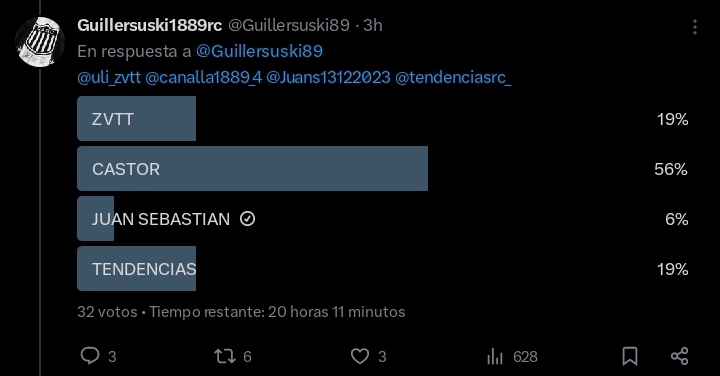 Guillersuski1889rc @Guillersuski89 · 3h
En respuesta a @Guillersuski89
@uli_zvtt @canalla1889_4 @Juans13122023 @tendenciasrc_
ZVTT 19%
CASTOR 56%
JUAN SEBASTIAN 6%
TENDENCIAS 19%
32 votos • Tiempo restante: 20 horas 11 minutos
3 6 3 628